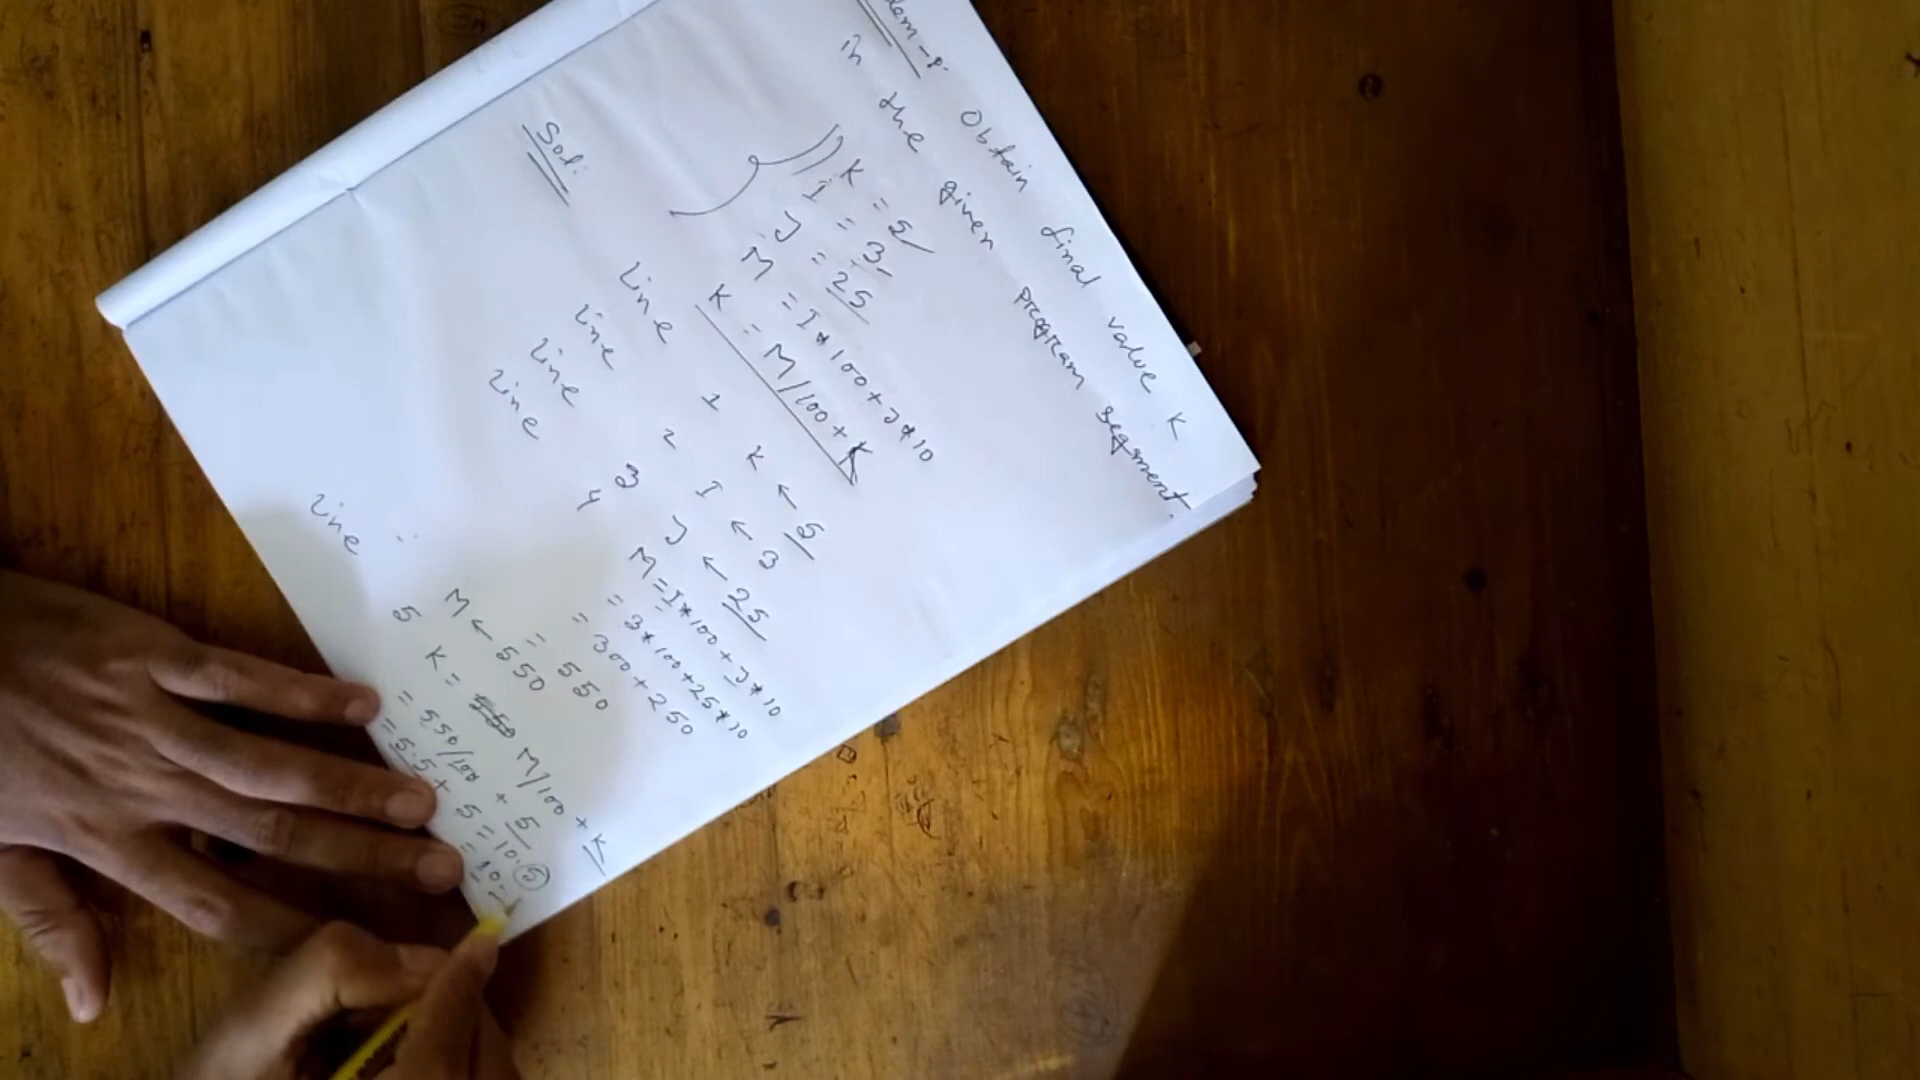 Obtain final value K
in the given program segment.
K = 5
I = 3
J = 25
M = I * 100 + J * 10
K = M/100 + K
Sol:
Line 1 K ← 5
Line 2 I ← 3
Line 3 J ← 25
Line 4 M = I * 100 + J * 10
= 3 * 100 + 25 * 10
= 300 + 250
= 550
M ← 550
Line 5 K = M/100 + K
= 550/100 + 5
= 5.5 + 5 = 10.5